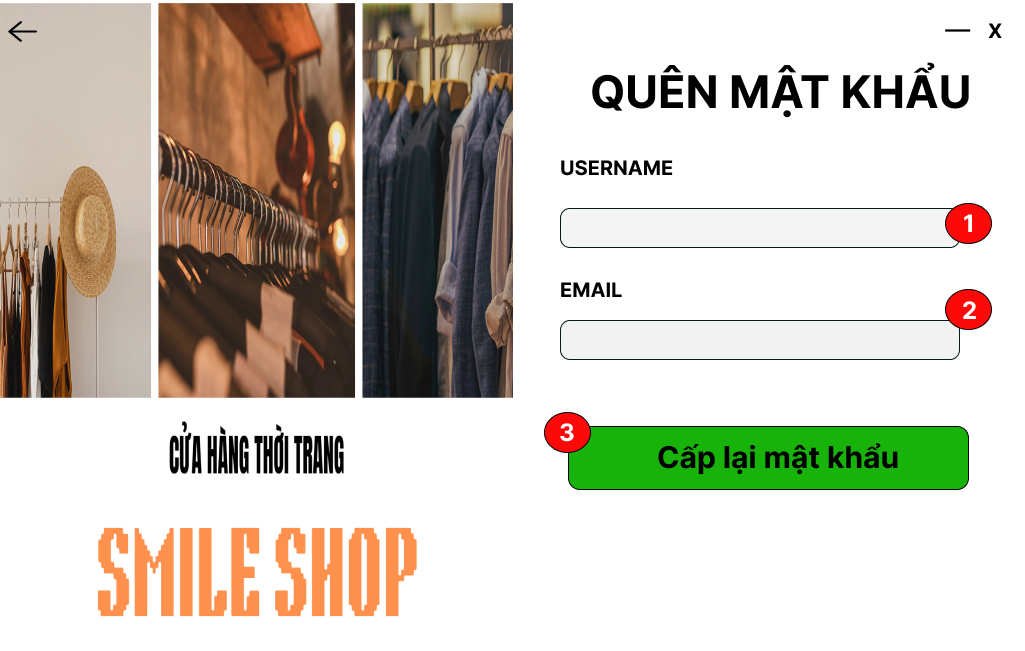 X
QUÊN MẬT KHẨU
USERNAME
1
EMAIL
2
3
Cấp lại mật khẩu
CỬA HÀNG THỜI TRANG
SMILE SHOP